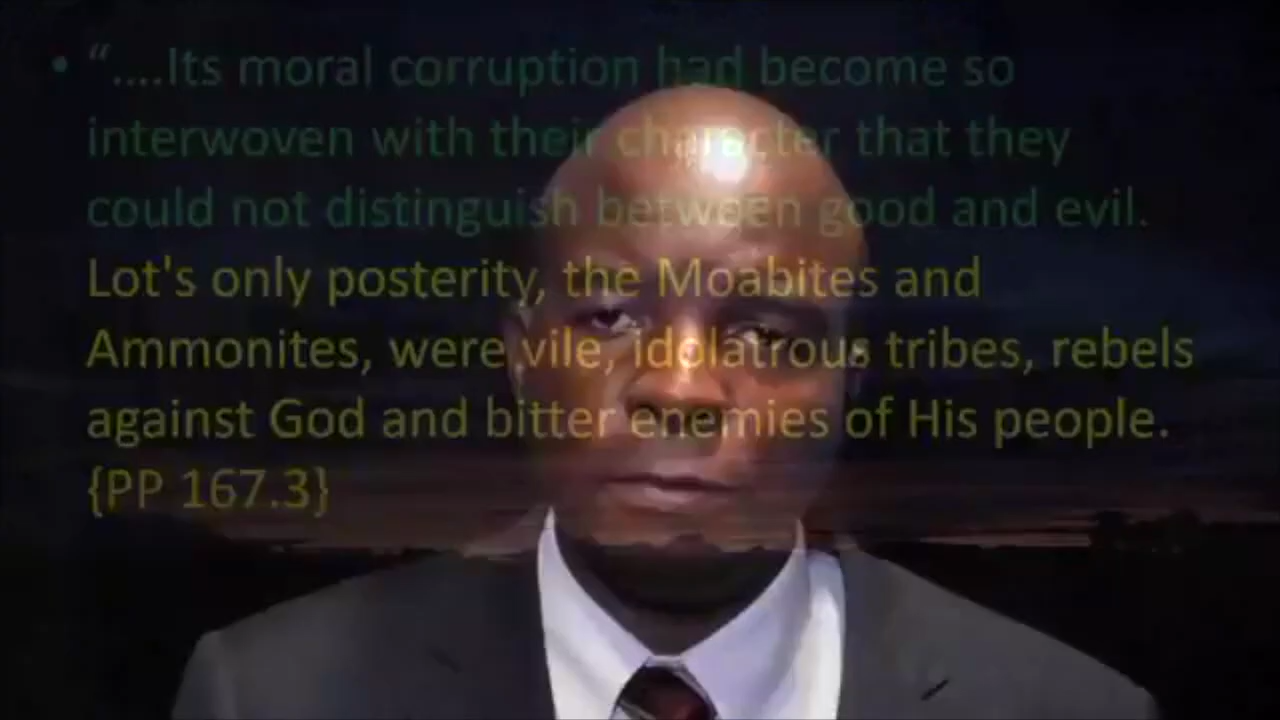 • “....Its moral corruption had become so
interwoven with their character that they
could not distinguish between good and evil.
Lot's only posterity, the Moabites and
Ammonites, were vile, idolatrous tribes, rebels
against God and bitter enemies of His people.
{PP 167.3}